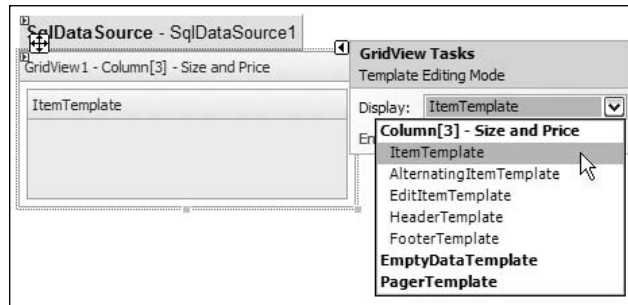 SqlDataSource - SqlDataSource1
GridView1 - Column[3] - Size and Price
ItemTemplate
GridView Tasks
Template Editing Mode
Display: ItemTemplate
En
Column[3] - Size and Price
ItemTemplate
AlternatingItemTemplate
EditItemTemplate
HeaderTemplate
FooterTemplate
EmptyDataTemplate
PagerTemplate